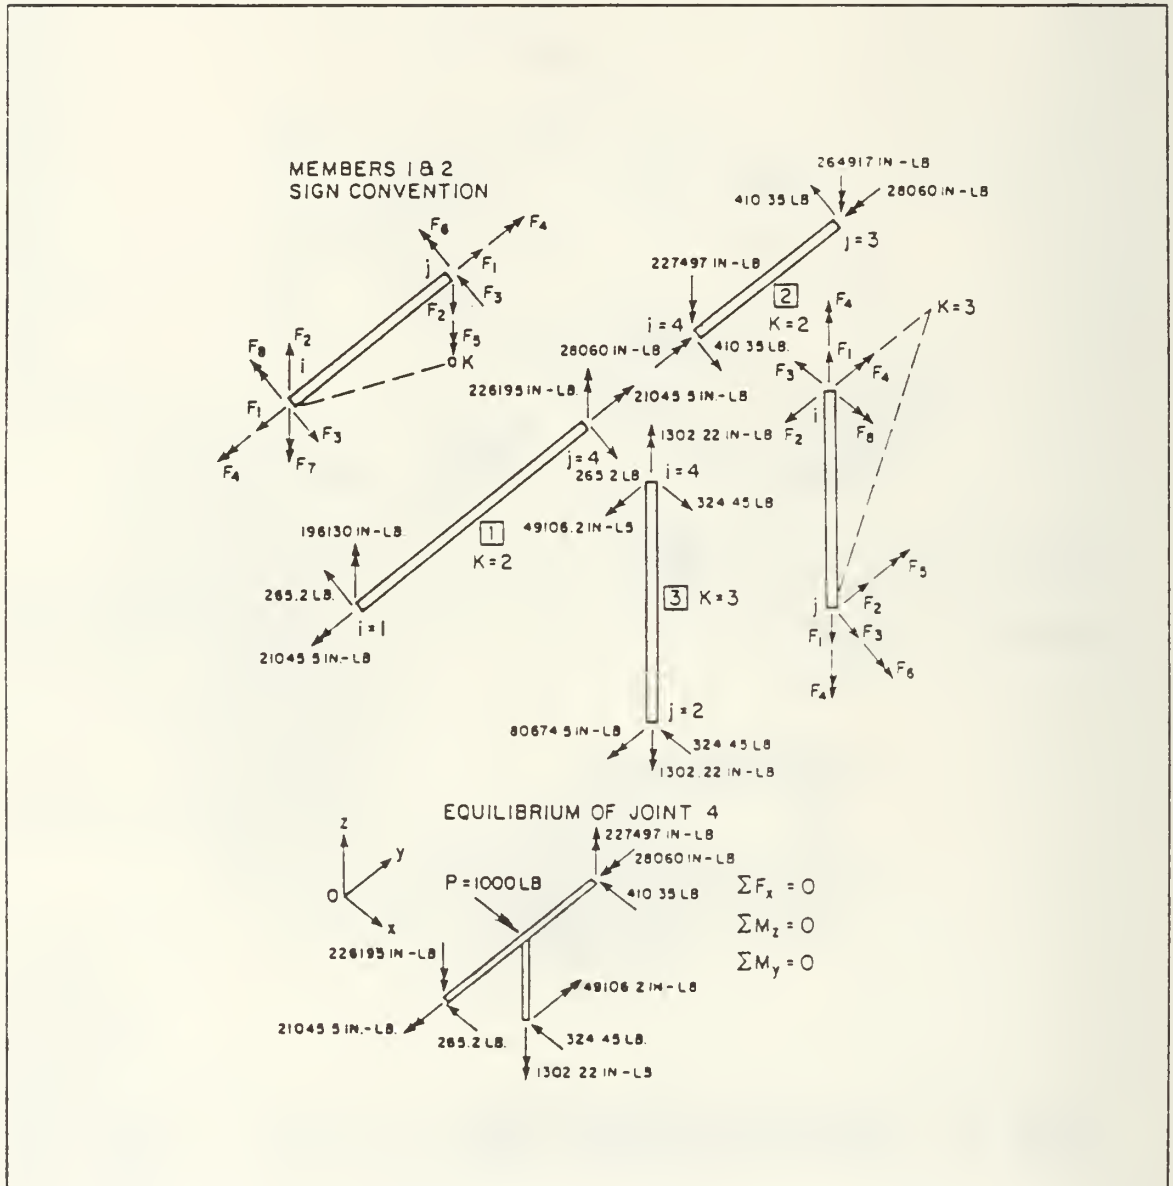 MEMBERS 1 & 2
SIGN CONVENTION
F6
F4
j
F1
F3
F2
F5
K
F2
F8
i
F1
F3
F4
F7
264917 IN-LB
28060 IN-LB
410 35 LB
j = 3
227497 IN-LB
2
K = 2
i = 4
28060 IN-LB
410 35 LB.
226195 IN-LB.
21045.5 IN.-LB
j = 4
265.2 LB
1
K = 2
196130 IN-LB.
265.2 LB.
i = 1
21045 5 IN.-LB
1302.22 IN-LB
i = 4
324.45 LB
49106.2 IN-LB
3 K = 3
j = 2
80674 5 IN-LB
324 45 LB
1302.22 IN-LB
F4
K = 3
F1
F3
F4
i
F2
F8
F5
j
F2
F1
F3
F6
F4
EQUILIBRIUM OF JOINT 4
z
y
O
x
227497 IN-LB
28060 IN-LB
P = 1000 LB
410 35 LB
226195 IN-LB
49106.2 IN-LB
21045 5 IN.-LB.
265.2 LB.
324 45 LB.
1302 22 IN-LB
ΣFx = 0
ΣMz = 0
ΣMy = 0